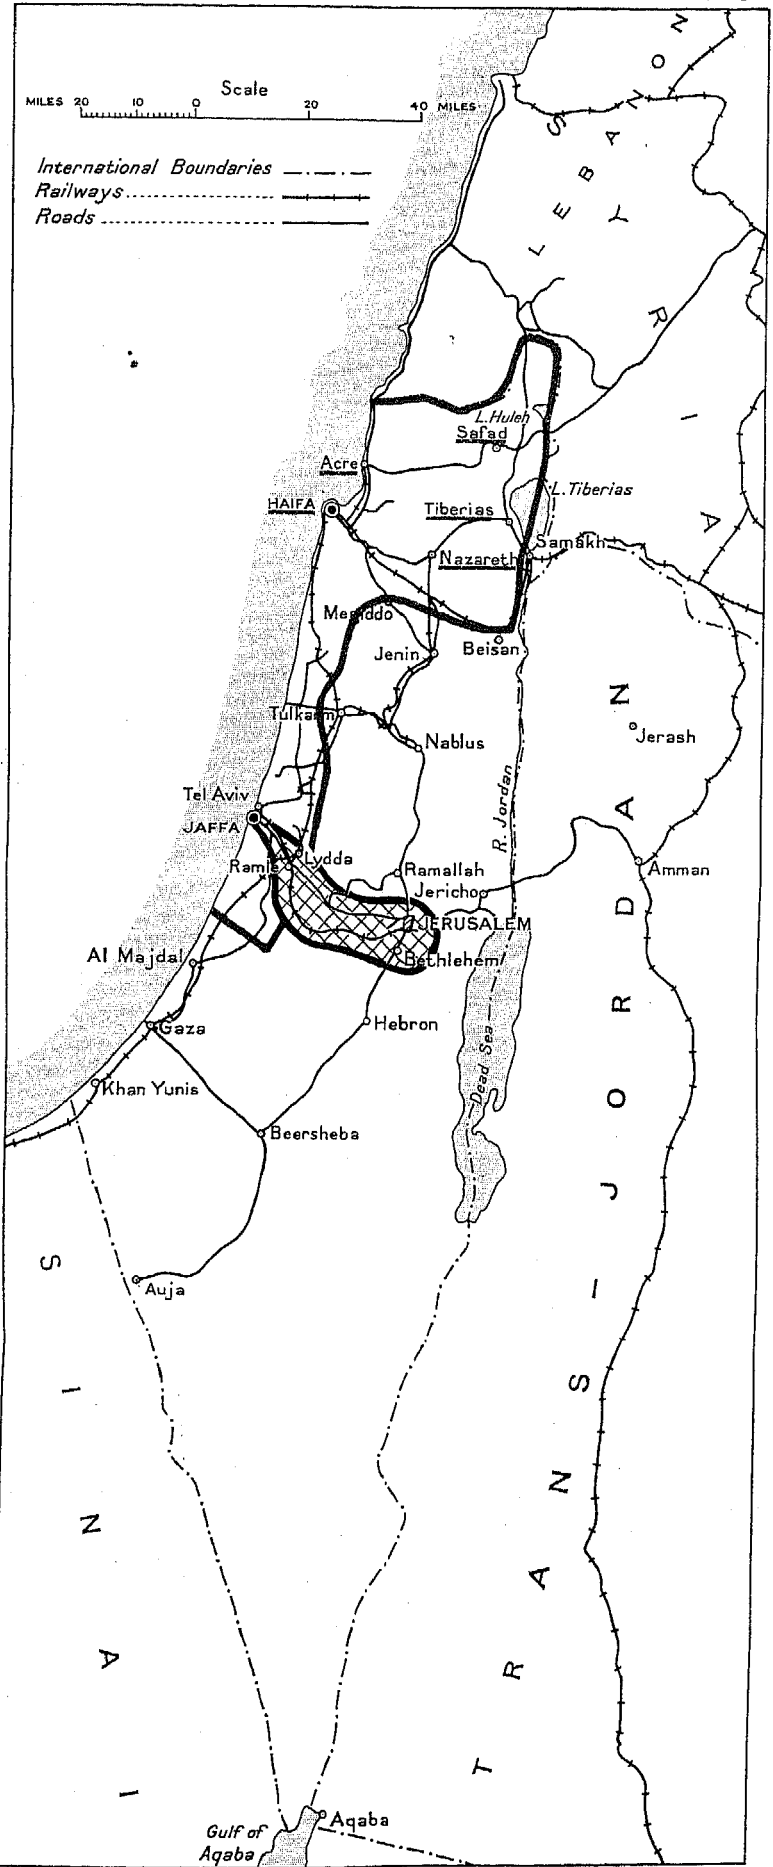 Scale
MILES 20 10 0 20 40 MILES
International Boundaries
Railways
Roads
LEBANON
SYRIA
L. Huleh
Safad
Acre
HAIFA
L. Tiberias
Tiberias
Samakh
Nazareth
Megiddo
Beisan
Jenin
Tulkarm
Nablus
Jerash
R. Jordan
Tel Aviv
JAFFA
Lydda
Ramle
Ramallah
Amman
Jericho
JERUSALEM
Al Majdal
Bethlehem
Gaza
Hebron
Dead Sea
Khan Yunis
Beersheba
Auja
SINAI
TRANS-JORDAN
Aqaba
Gulf of
Aqaba